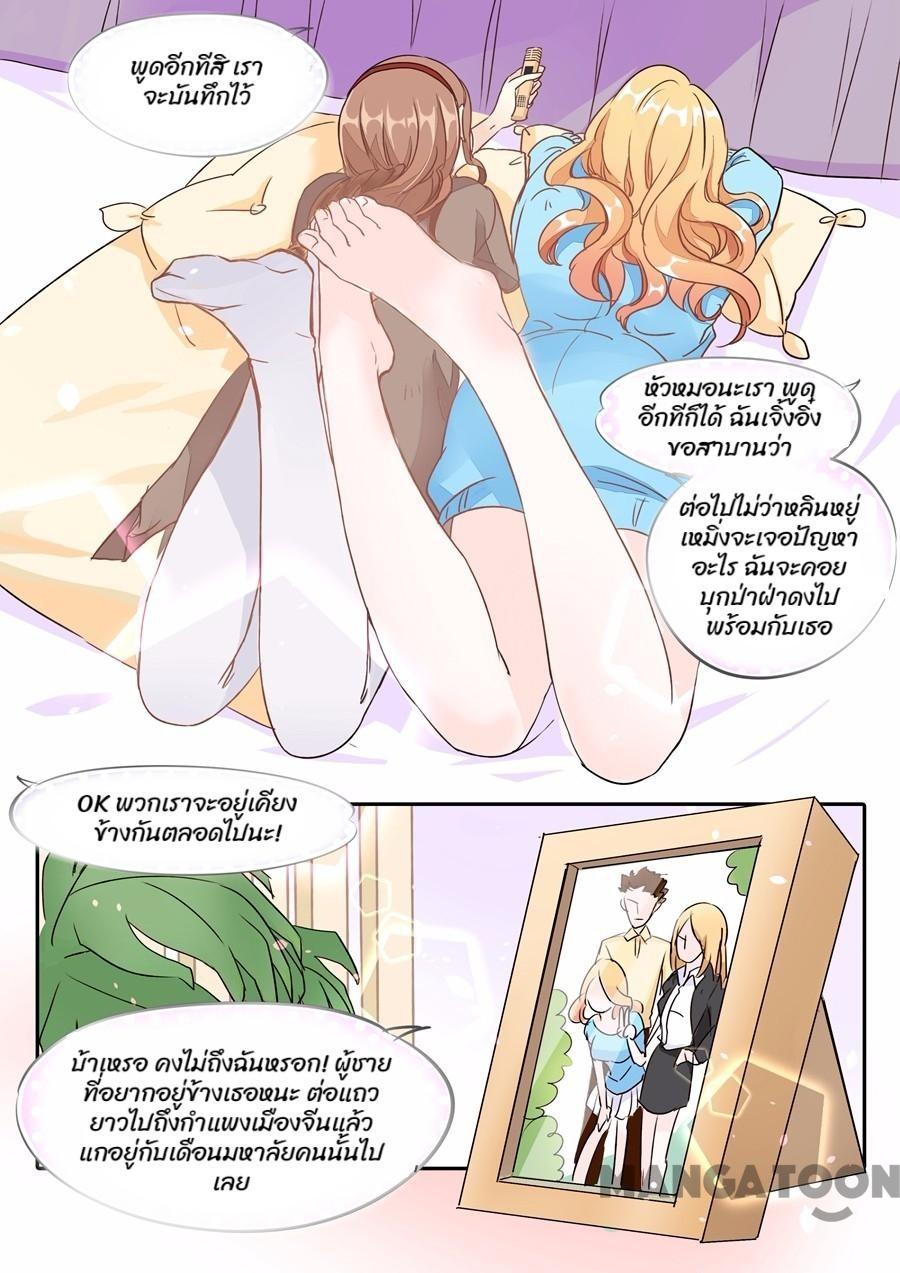 พูดอีกทีสิ เรา
จะบันทึกไว้
หัวหมอนะเรา พูด
อีกทีก็ได้ ฉันเจิ้งอิ๋ง
ขอสาบานว่า
ต่อไปไม่ว่าหลินหยู่
เหมิ่งจะเจอปัญหา
อะไร ฉันจะคอย
บุกป่าฝ่าดงไป
พร้อมกับเธอ
OK พวกเราจะอยู่เคียง
ข้างกันตลอดไปนะ!
บ้าเหรอ คงไม่ถึงฉันหรอก! ผู้ชาย
ที่อยากอยู่ข้างเธอหนะ ต่อแถว
ยาวไปถึงกำแพงเมืองจีนแล้ว
แกอยู่กับเดือนมหาลัยคนนั้นไป
เลย
MANGATOON